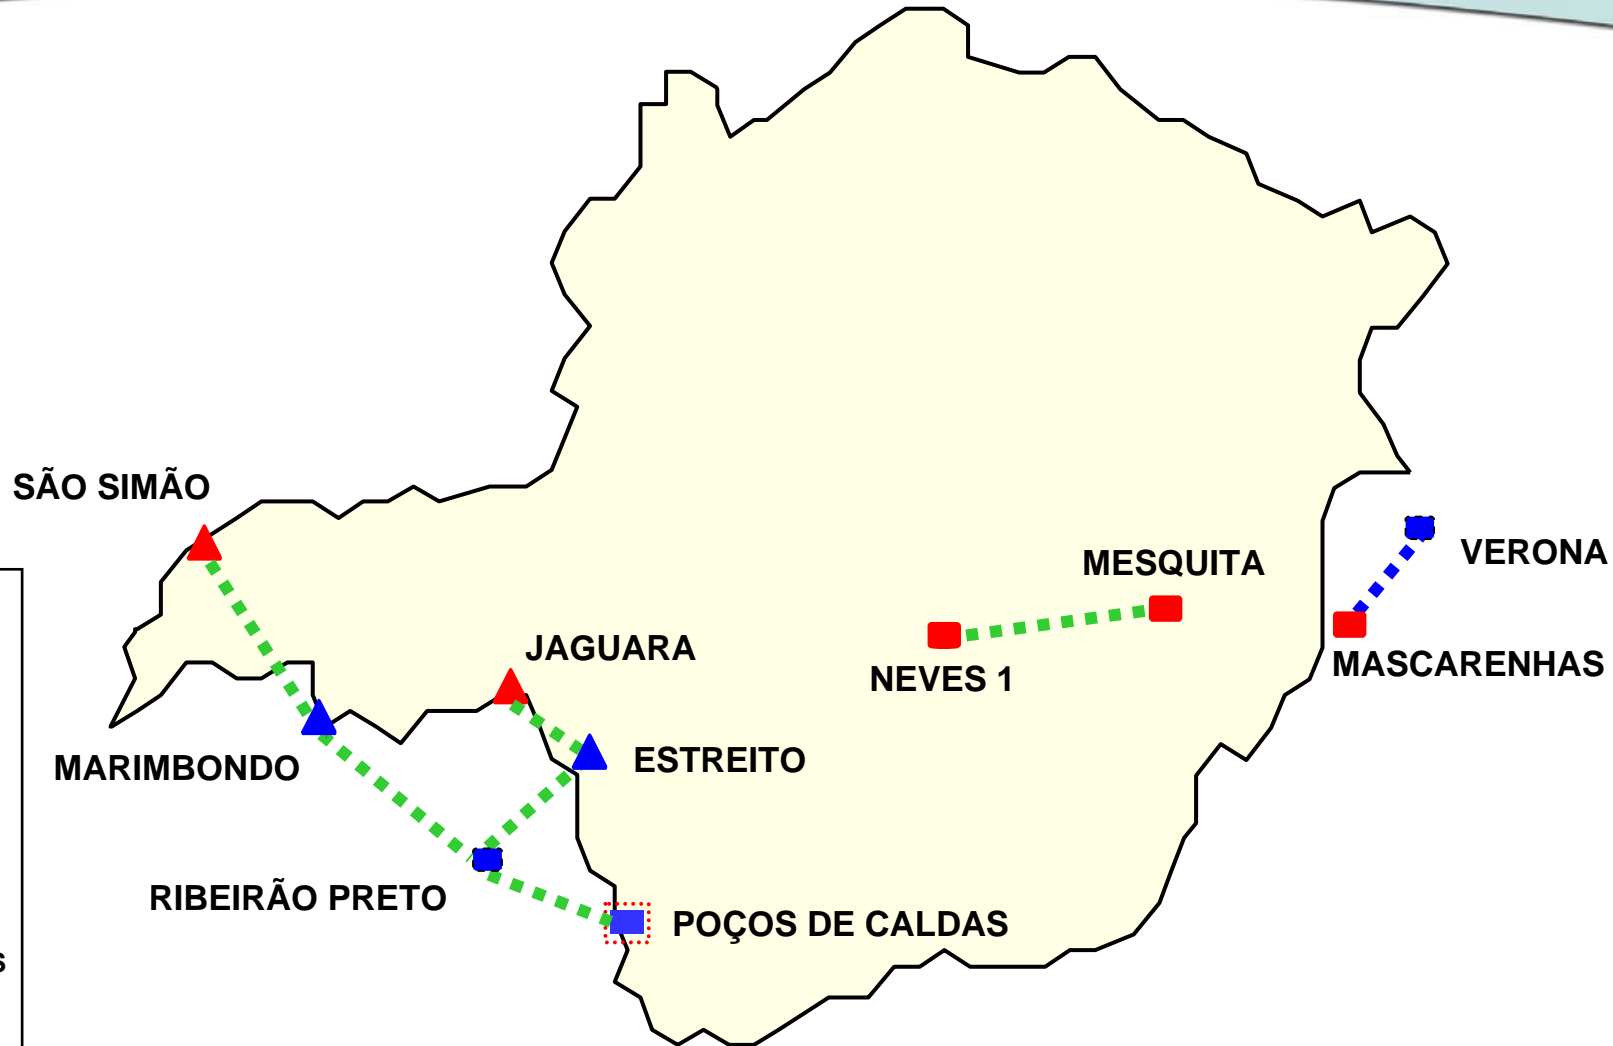 SÃO SIMÃO
VERONA
MESQUITA
JAGUARA
MASCARENHAS
NEVES 1
ESTREITO
MARIMBONDO
RIBEIRÃO PRETO
POÇOS DE CALDAS
s